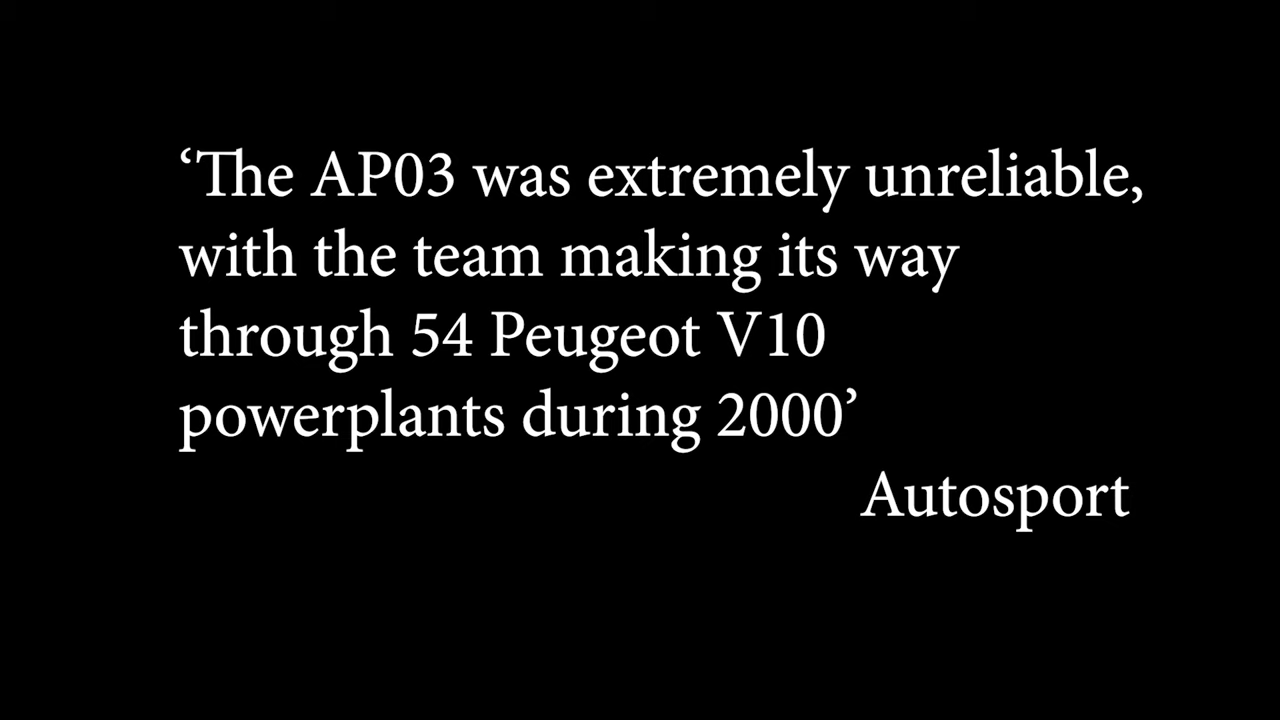 ‘The AP03 was extremely unreliable,
with the team making its way
through 54 Peugeot V10
powerplants during 2000’
Autosport